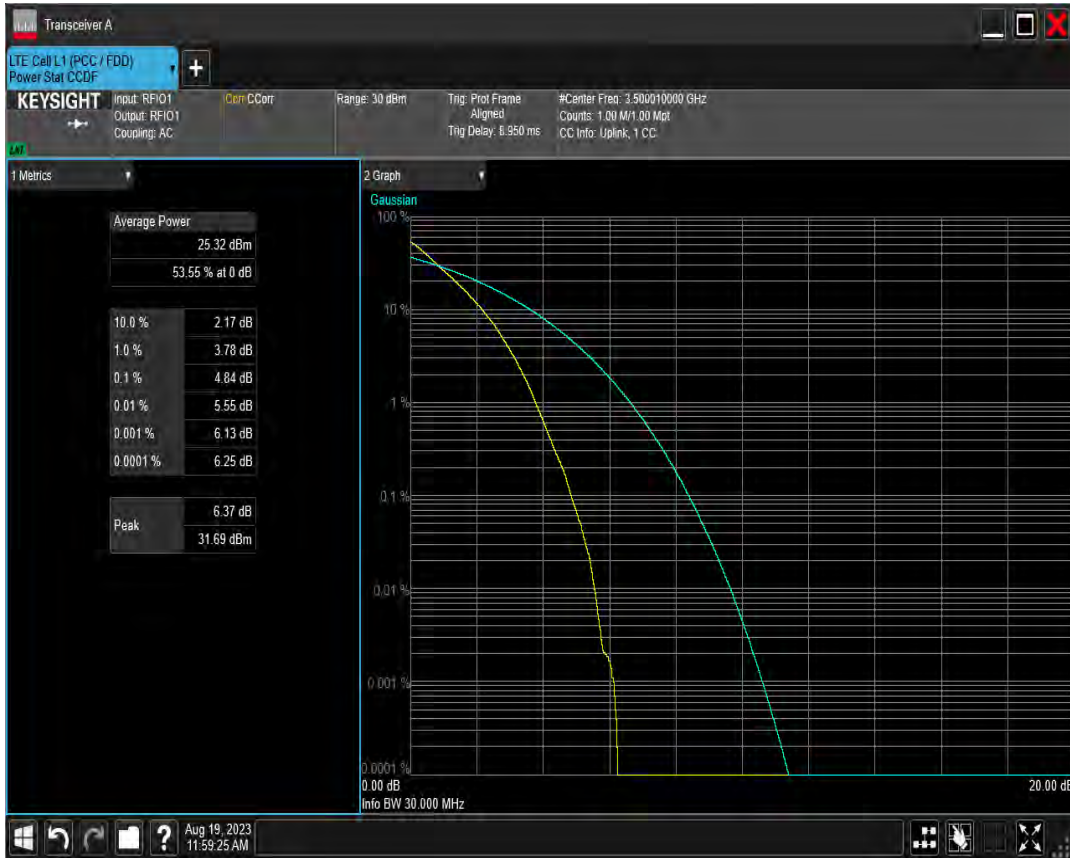 Transceiver A
LTE Cell L1 (PCC / FDD)
Power Stat CCDF
+
KEYSIGHT
LXI
Input: RFIO1
Output: RFIO1
Coupling: AC
Corr CCorr
Range: 30 dBm
Trig: Prot Frame
Aligned
Trig Delay: 8.950 ms
#Center Freq: 3.500010000 GHz
Counts: 1.00 M/1.00 Mpt
CC Info: Uplink, 1 CC
1 Metrics
Average Power
25.32 dBm
53.55 % at 0 dB
10.0 % 2.17 dB
1.0 % 3.78 dB
0.1 % 4.84 dB
0.01 % 5.55 dB
0.001 % 6.13 dB
0.0001 % 6.25 dB
Peak
6.37 dB
31.69 dBm
2 Graph
Gaussian
100 %
10 %
1 %
0.1 %
0.01 %
0.001 %
0.0001 %
0.00 dB
20.00 dB
Info BW 30.000 MHz
?
Aug 19, 2023
11:59:25 AM